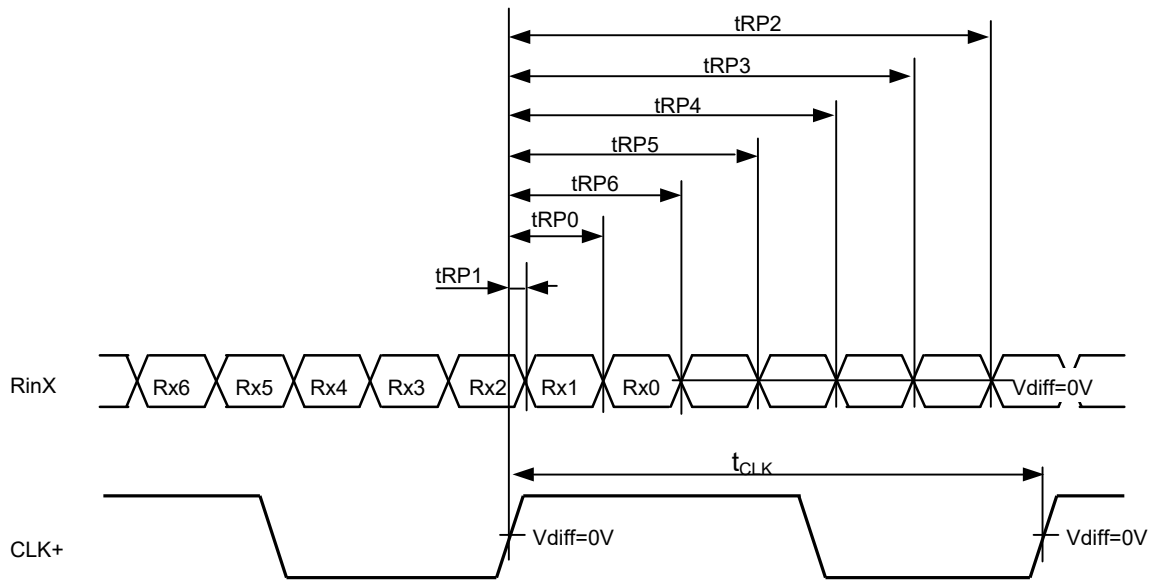 tRP2
tRP3
tRP4
tRP5
tRP6
tRP0
tRP1
RinX Rx6 Rx5 Rx4 Rx3 Rx2 Rx1 Rx0 Vdiff=0V
tCLK
CLK+ Vdiff=0V Vdiff=0V